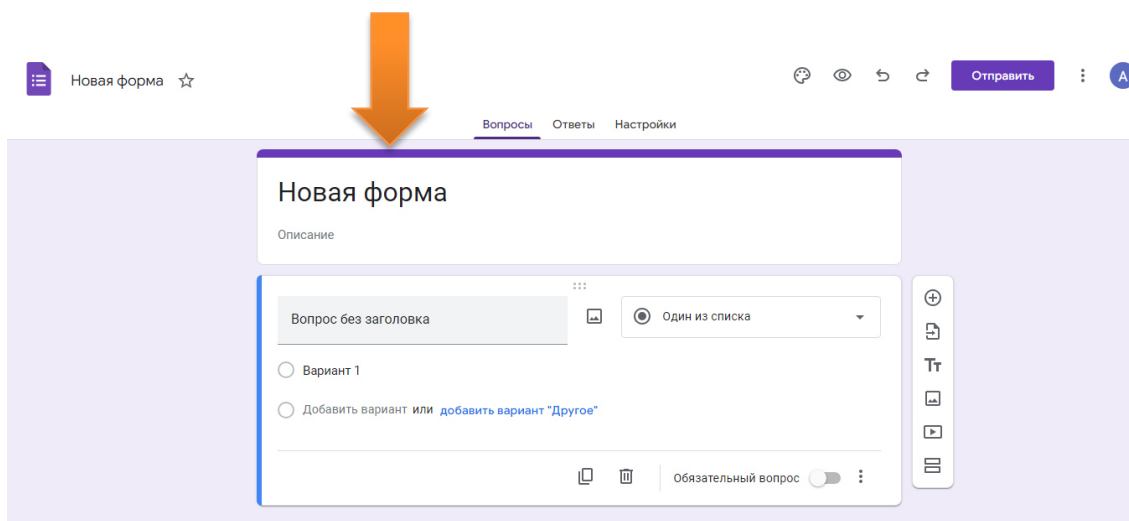 Новая форма
Отправить
A
Вопросы Ответы Настройки
Новая форма
Описание
Вопрос без заголовка
Один из списка
Вариант 1
Добавить вариант или добавить вариант "Другое"
Tт
Обязательный вопрос